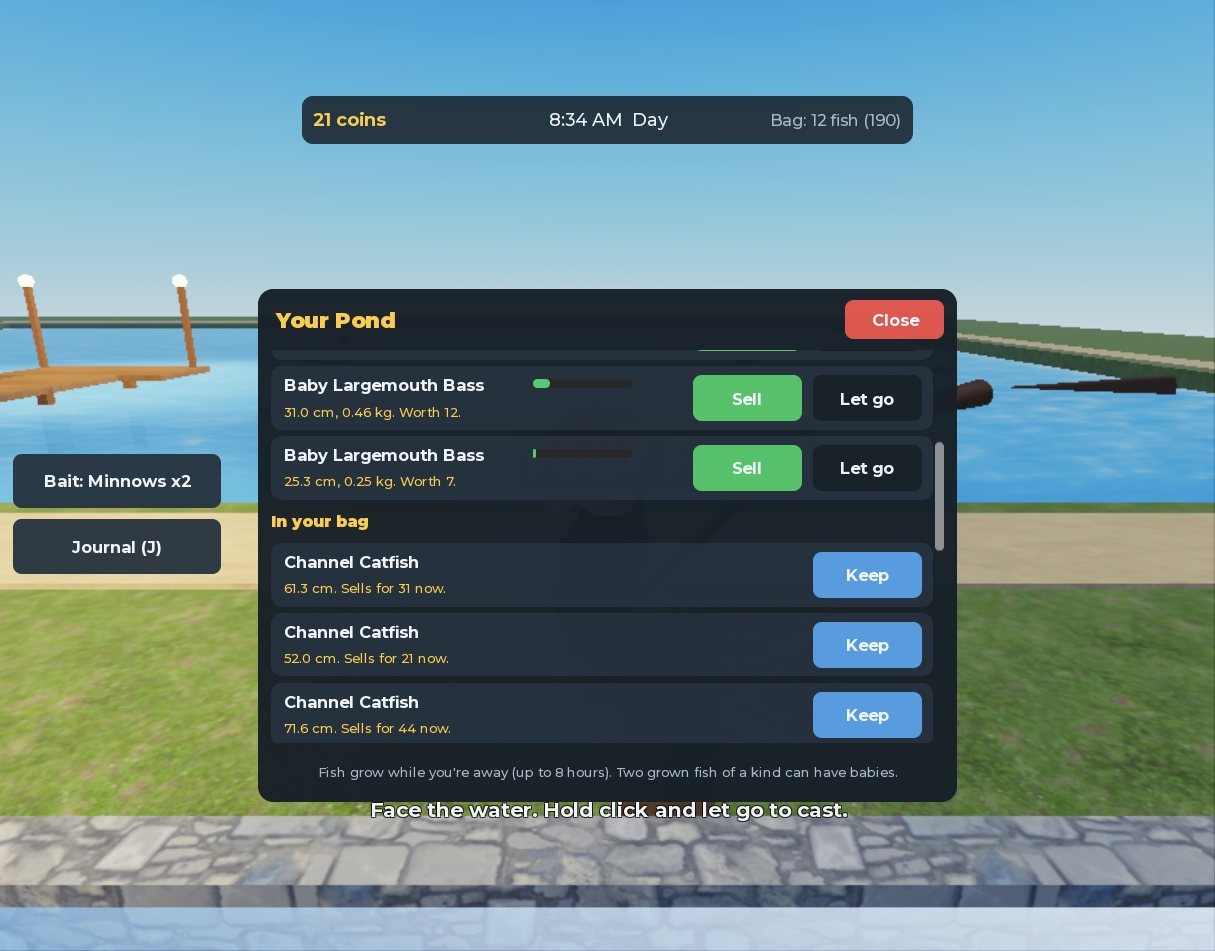 21 coins
8:34 AM Day
Bag: 12 fish (190)
Your Pond
Close
Baby Largemouth Bass
31.0 cm, 0.46 kg. Worth 12.
Sell
Let go
Baby Largemouth Bass
25.3 cm, 0.25 kg. Worth 7.
Sell
Let go
Bait: Minnows x2
Journal (J)
In your bag
Channel Catfish
61.3 cm. Sells for 31 now.
Keep
Channel Catfish
52.0 cm. Sells for 21 now.
Keep
Channel Catfish
71.6 cm. Sells for 44 now.
Keep
Fish grow while you're away (up to 8 hours). Two grown fish of a kind can have babies.
Face the water. Hold click and let go to cast.